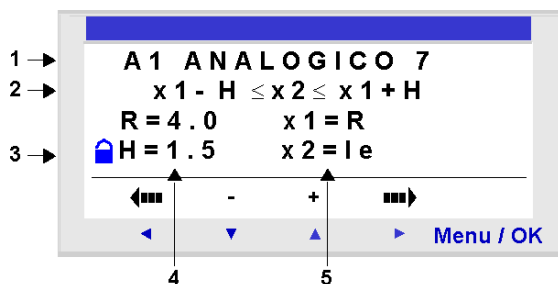 1 A1 ANALOGICO 7
2 x1 - H ≤ x2 ≤ x1 + H
R = 4.0 x1 = R
3 H = 1.5 x2 = Ie
- +
Menu / OK
4 5